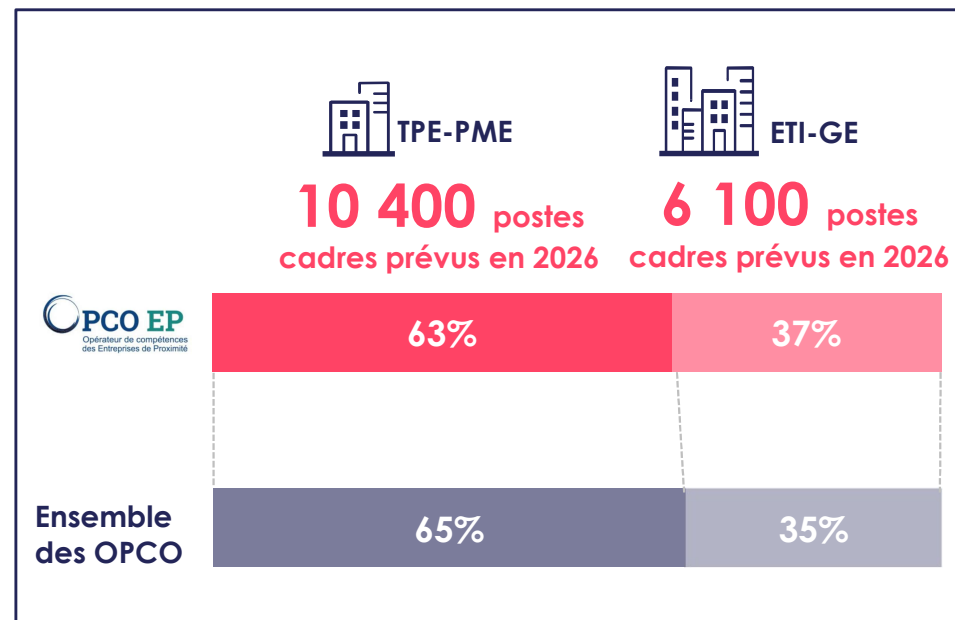 TPE-PME
ETI-GE
10 400 postes
cadres prévus en 2026
6 100 postes
cadres prévus en 2026
OPCO EP
Opérateur de compétences
des Entreprises de Proximité
63%
37%
Ensemble
des OPCO
65%
35%